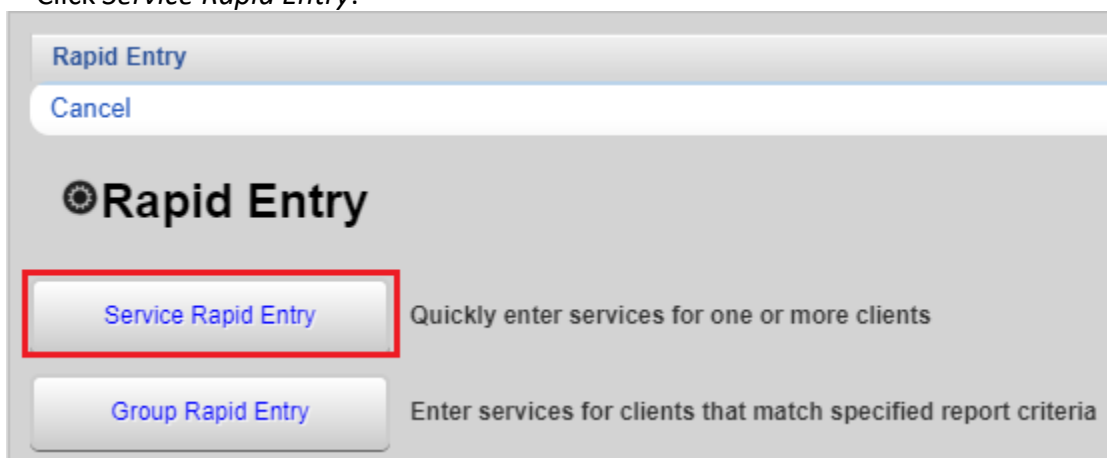 Click Service Rapid Entry.
Rapid Entry
Cancel
Rapid Entry
Service Rapid Entry Quickly enter services for one or more clients
Group Rapid Entry Enter services for clients that match specified report criteria